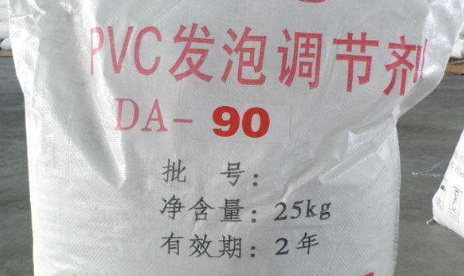 PVC发泡调节剂
DA-90
批 号:
净含量: 25kg
有效期: 2年